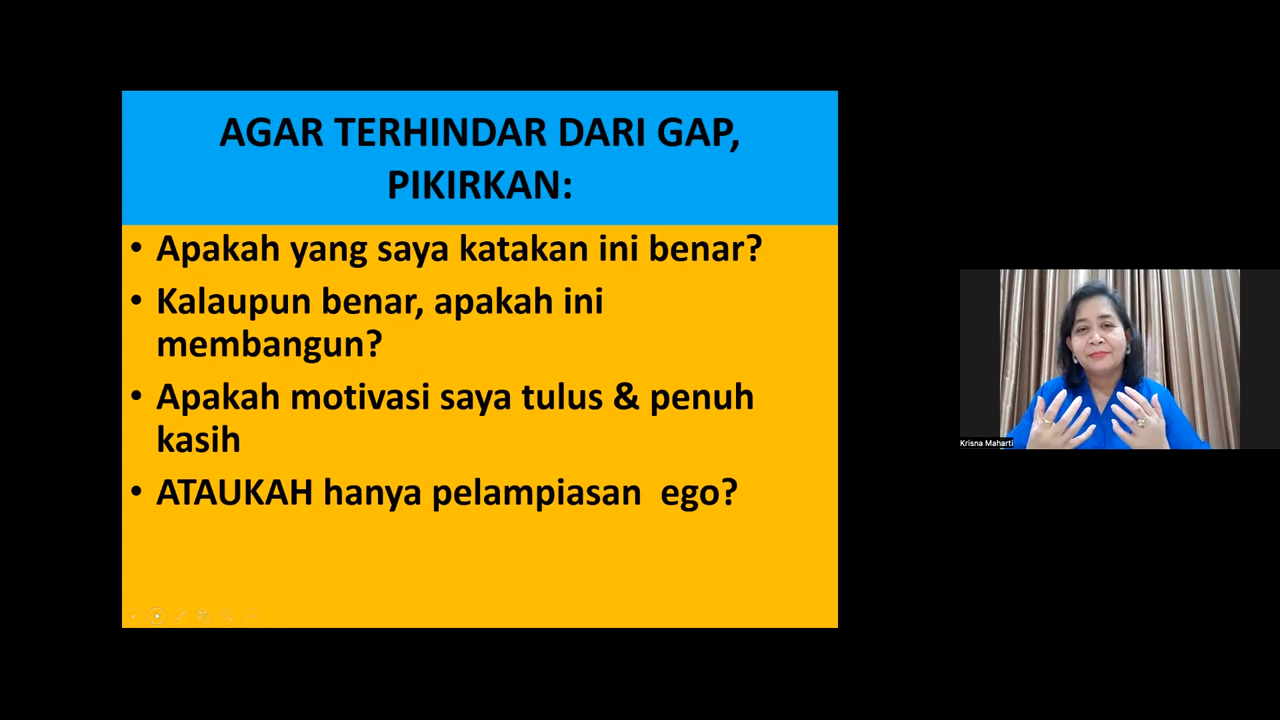 AGAR TERHINDAR DARI GAP,
PIKIRKAN:
• Apakah yang saya katakan ini benar?
• Kalaupun benar, apakah ini
membangun?
• Apakah motivasi saya tulus & penuh
kasih
• ATAUKAH hanya pelampiasan ego?
Krisna Maharti